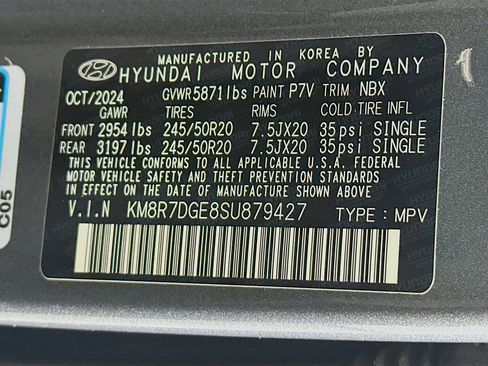 MANUFACTURED IN KOREA BY
HYUNDAI MOTOR COMPANY
OCT/2024 GVWR 5871 lbs PAINT P7V TRIM NBX
GAWR TIRES RIMS COLD TIRE INFL
FRONT 2954 lbs 245/50R20 7.5JX20 35psi SINGLE
REAR 3197 lbs 245/50R20 7.5JX20 35psi SINGLE
THIS VEHICLE CONFORMS TO ALL APPLICABLE U.S.A. FEDERAL
MOTOR VEHICLE SAFETY, BUMPER, AND THEFT PREVENTION STANDARDS
IN EFFECT ON THE DATE OF MANUFACTURE SHOWN ABOVE.
V.I.N KM8R7DGE8SU879427 TYPE : MPV
C05